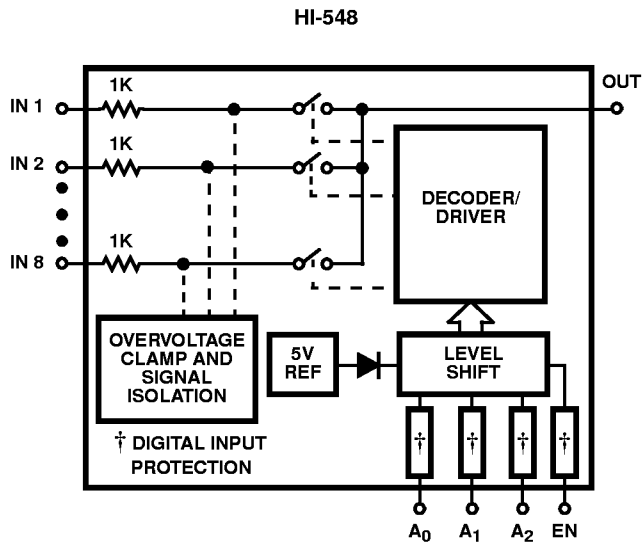 HI-548
1K
IN 1
OUT
1K
IN 2
DECODER/
DRIVER
1K
IN 8
OVERVOLTAGE
CLAMP AND
SIGNAL
ISOLATION
5V
REF
LEVEL
SHIFT
† DIGITAL INPUT
PROTECTION
† † † †
A0 A1 A2 EN